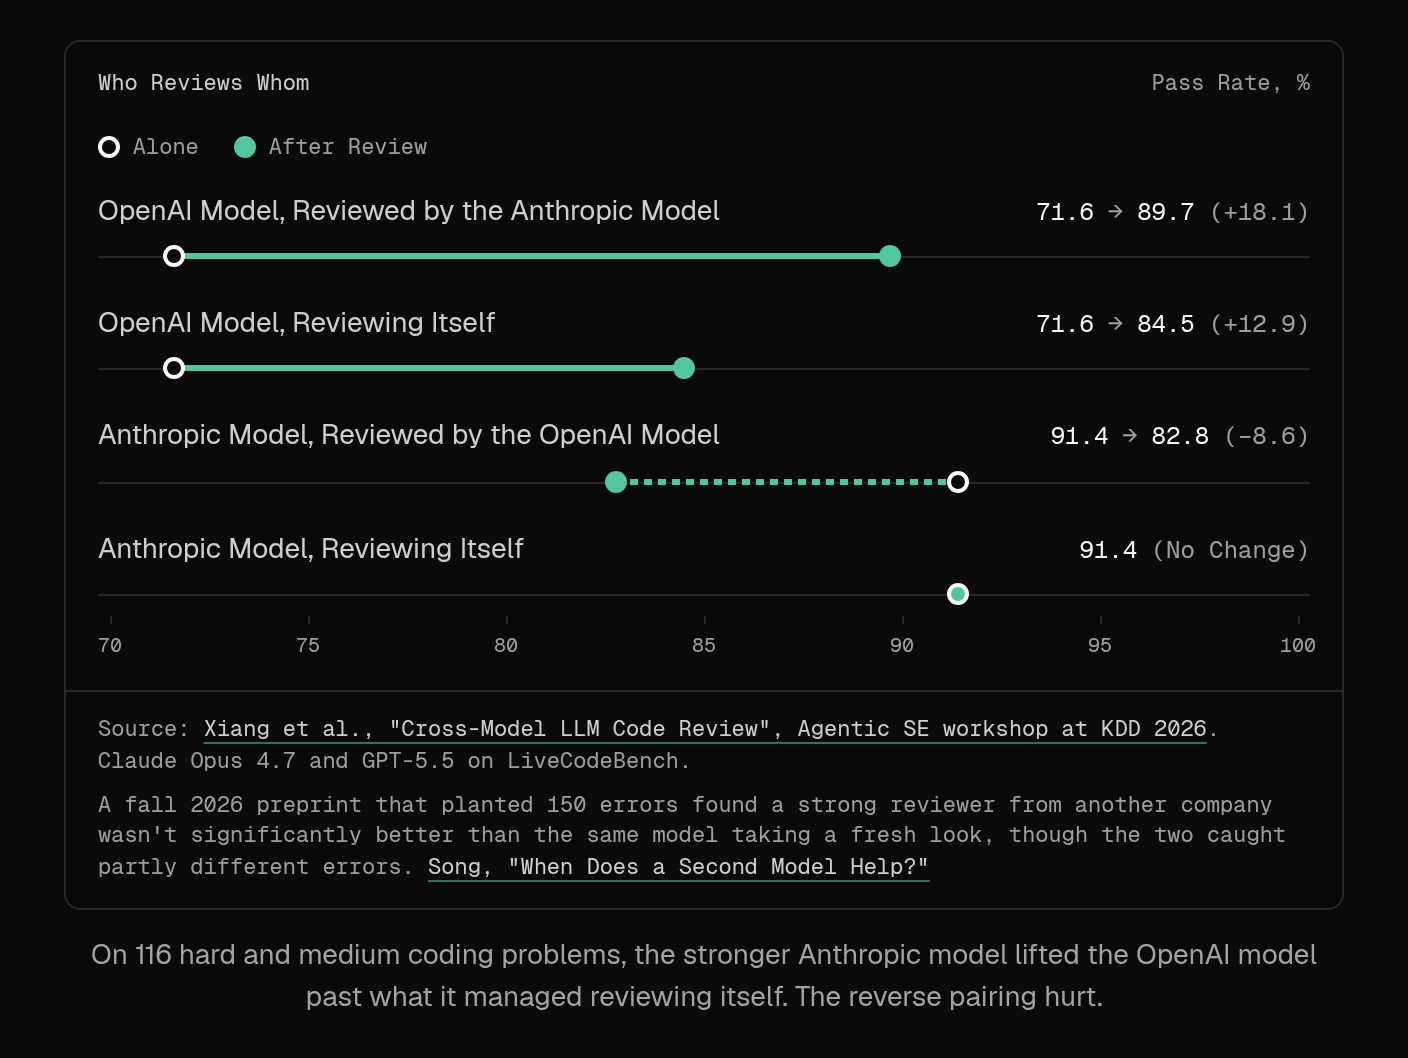 Who Reviews Whom
Pass Rate, %
Alone
After Review
OpenAI Model, Reviewed by the Anthropic Model
71.6 → 89.7 (+18.1)
OpenAI Model, Reviewing Itself
71.6 → 84.5 (+12.9)
Anthropic Model, Reviewed by the OpenAI Model
91.4 → 82.8 (−8.6)
Anthropic Model, Reviewing Itself
91.4 (No Change)
70 75 80 85 90 95 100
Source: Xiang et al., "Cross-Model LLM Code Review", Agentic SE workshop at KDD 2026.
Claude Opus 4.7 and GPT-5.5 on LiveCodeBench.
A fall 2026 preprint that planted 150 errors found a strong reviewer from another company
wasn't significantly better than the same model taking a fresh look, though the two caught
partly different errors. Song, "When Does a Second Model Help?"
On 116 hard and medium coding problems, the stronger Anthropic model lifted the OpenAI model
past what it managed reviewing itself. The reverse pairing hurt.